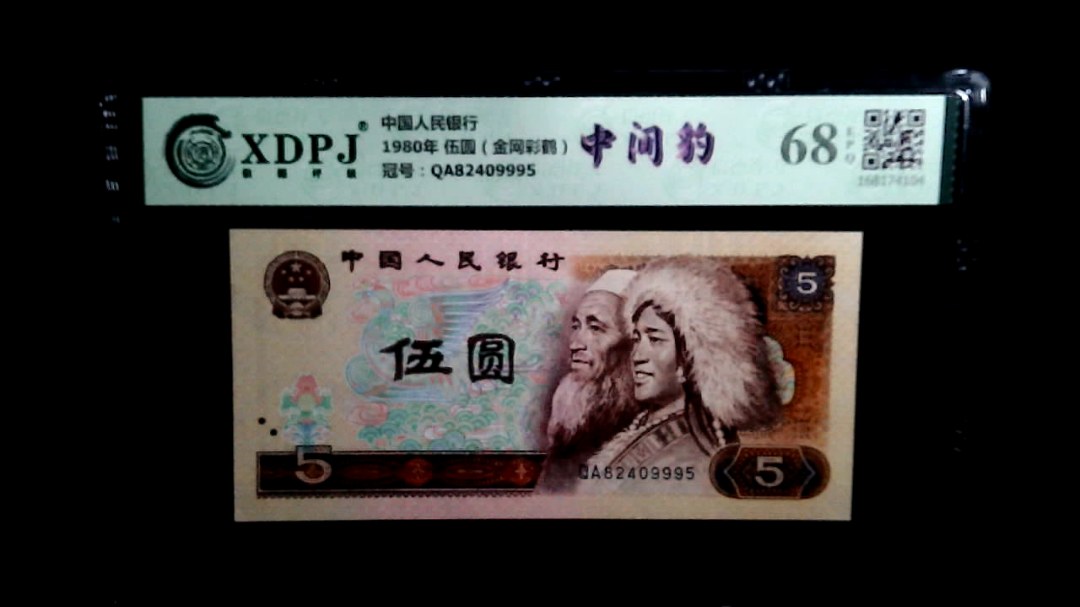 XDPJ®
中国人民银行
1980年 伍圆（金网彩鹤）
冠号：QA82409995
中间豹
68
EPQ
168174104
中国人民银行
5
伍圆
5
QA82409995
5